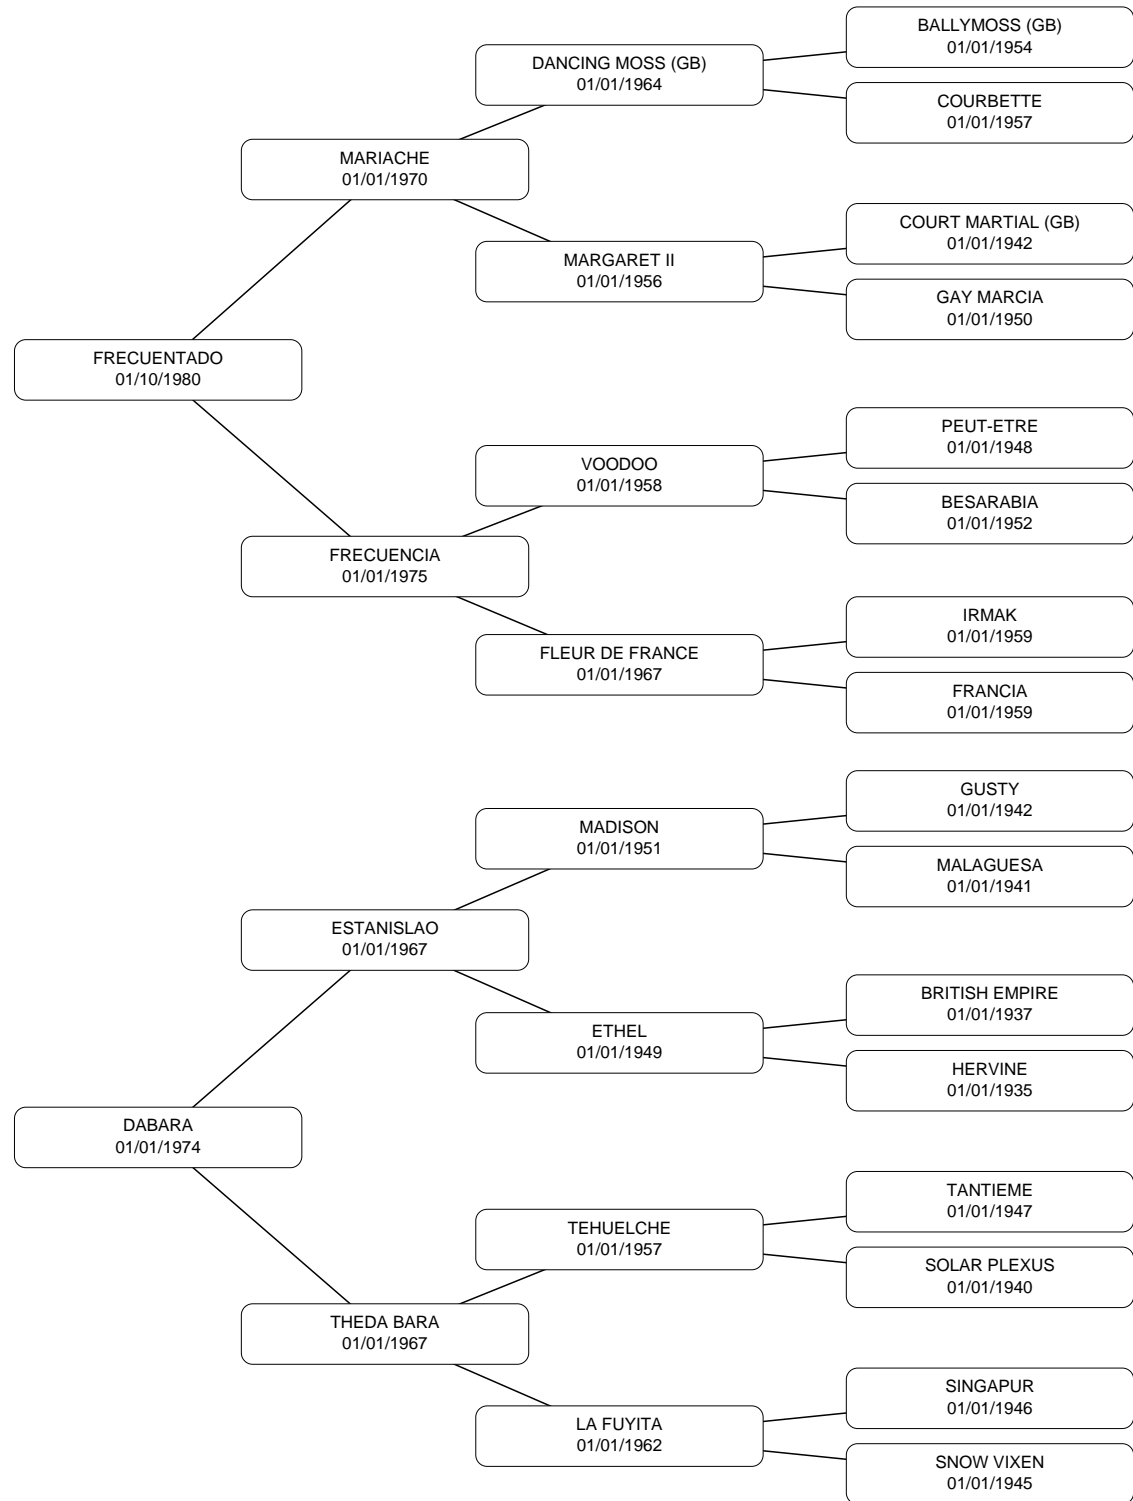 BALLYMOSS (GB)
01/01/1954
DANCING MOSS (GB)
01/01/1964
COURBETTE
01/01/1957
MARIACHE
01/01/1970
COURT MARTIAL (GB)
01/01/1942
MARGARET II
01/01/1956
GAY MARCIA
01/01/1950
FRECUENTADO
01/10/1980
PEUT-ETRE
01/01/1948
VOODOO
01/01/1958
BESARABIA
01/01/1952
FRECUENCIA
01/01/1975
IRMAK
01/01/1959
FLEUR DE FRANCE
01/01/1967
FRANCIA
01/01/1959
GUSTY
01/01/1942
MADISON
01/01/1951
MALAGUESA
01/01/1941
ESTANISLAO
01/01/1967
BRITISH EMPIRE
01/01/1937
ETHEL
01/01/1949
HERVINE
01/01/1935
DABARA
01/01/1974
TANTIEME
01/01/1947
TEHUELCHE
01/01/1957
SOLAR PLEXUS
01/01/1940
THEDA BARA
01/01/1967
SINGAPUR
01/01/1946
LA FUYITA
01/01/1962
SNOW VIXEN
01/01/1945